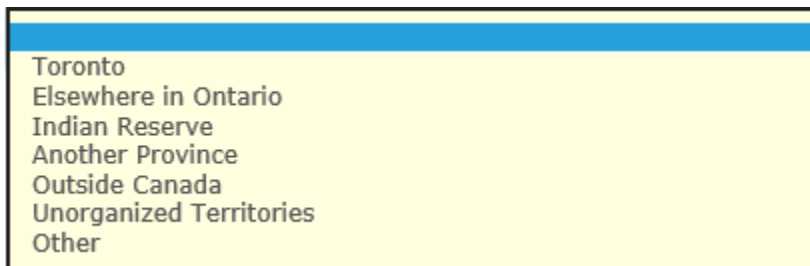 Toronto
Elsewhere in Ontario
Indian Reserve
Another Province
Outside Canada
Unorganized Territories
Other